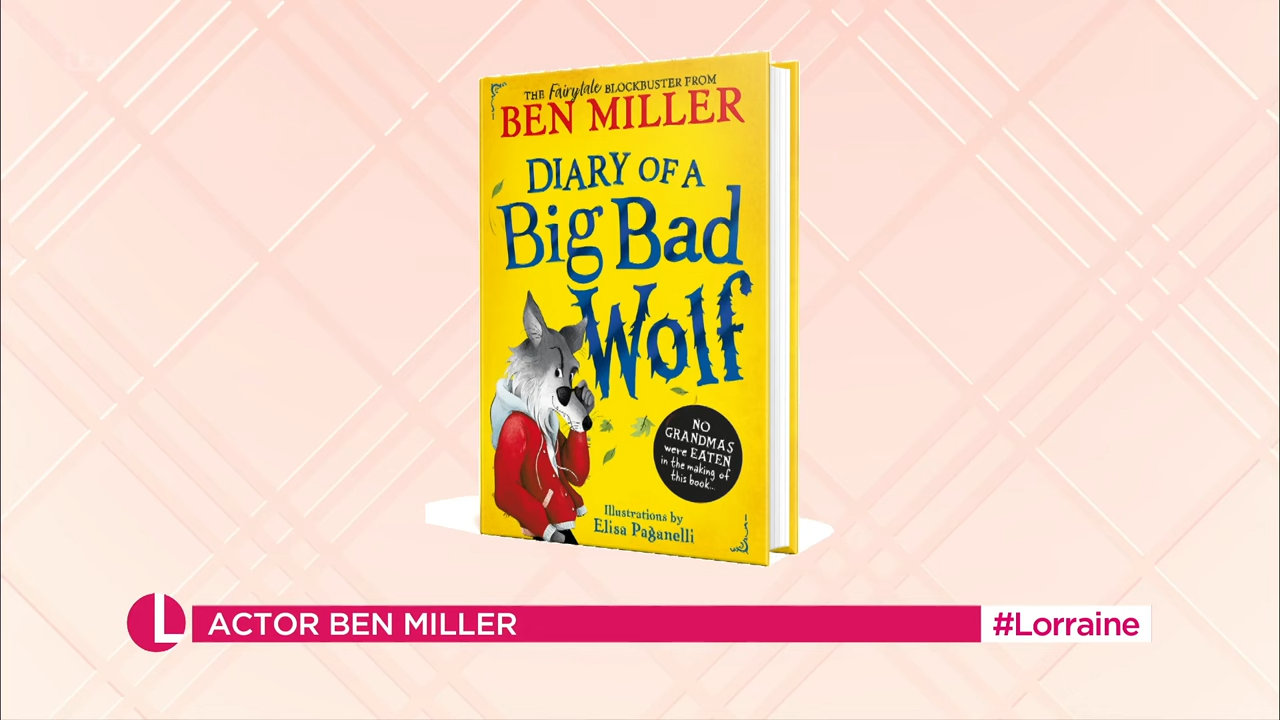 THE Fairytale BLOCKBUSTER FROM
BEN MILLER
DIARY OF A
Big Bad
Wolf
NO
GRANDMAS
were EATEN
in the making of
this book...
Illustrations by
Elisa Paganelli
L ACTOR BEN MILLER #Lorraine